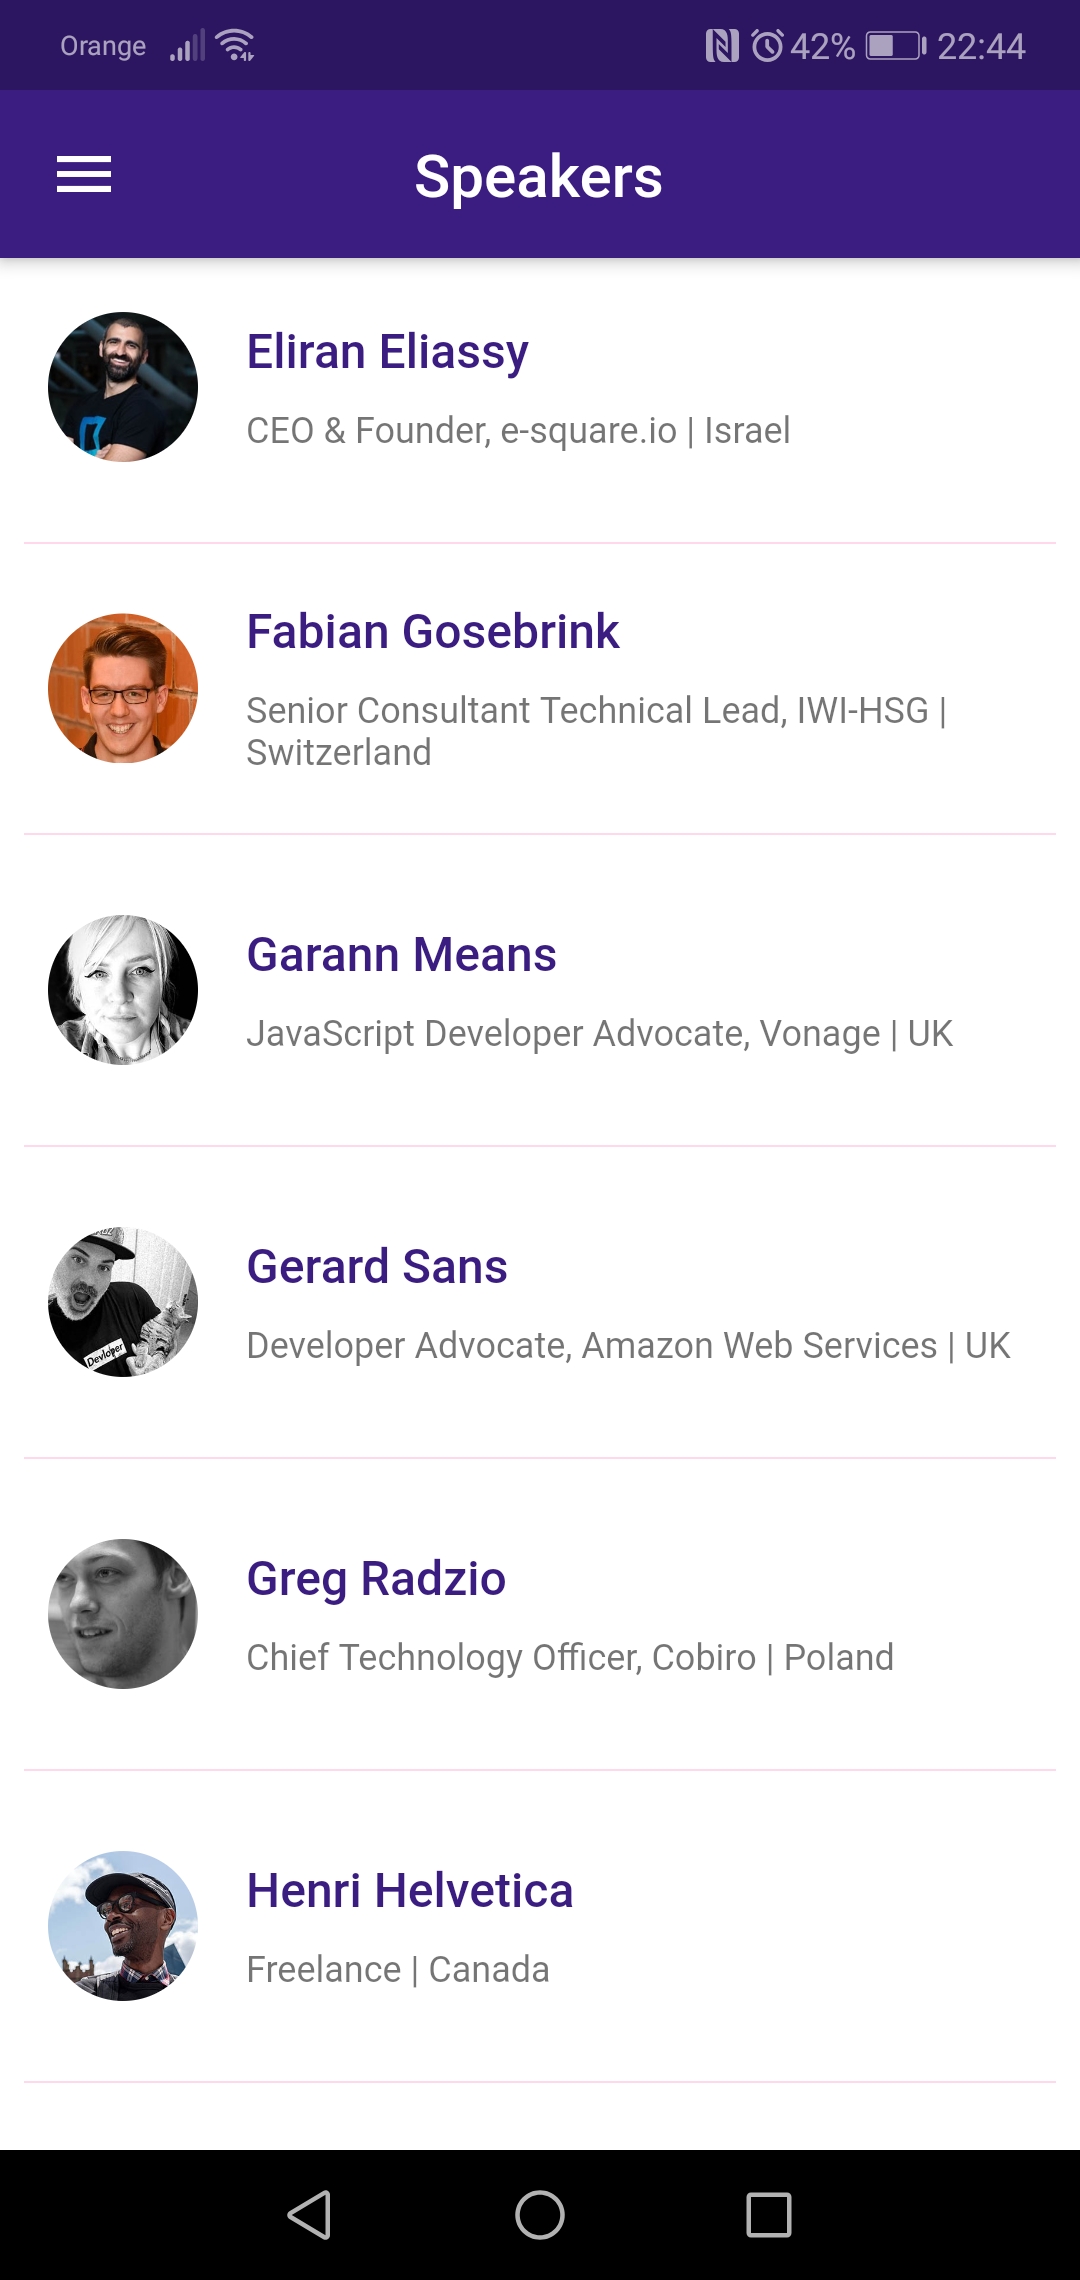 Orange 42% 22:44
Speakers
Eliran Eliassy
CEO & Founder, e-square.io | Israel
Fabian Gosebrink
Senior Consultant Technical Lead, IWI-HSG |
Switzerland
Garann Means
JavaScript Developer Advocate, Vonage | UK
Gerard Sans
Developer Advocate, Amazon Web Services | UK
Devloper
Greg Radzio
Chief Technology Officer, Cobiro | Poland
Henri Helvetica
Freelance | Canada